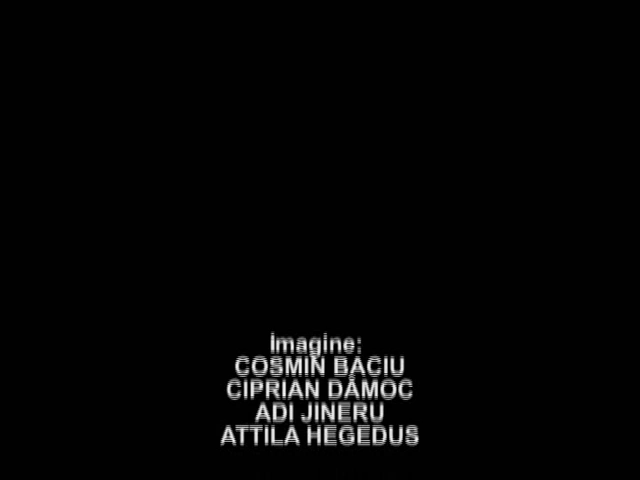 Imagine:
COSMIN BACIU
CIPRIAN DÂMOC
ADI JINERU
ATTILA HEGEDUS